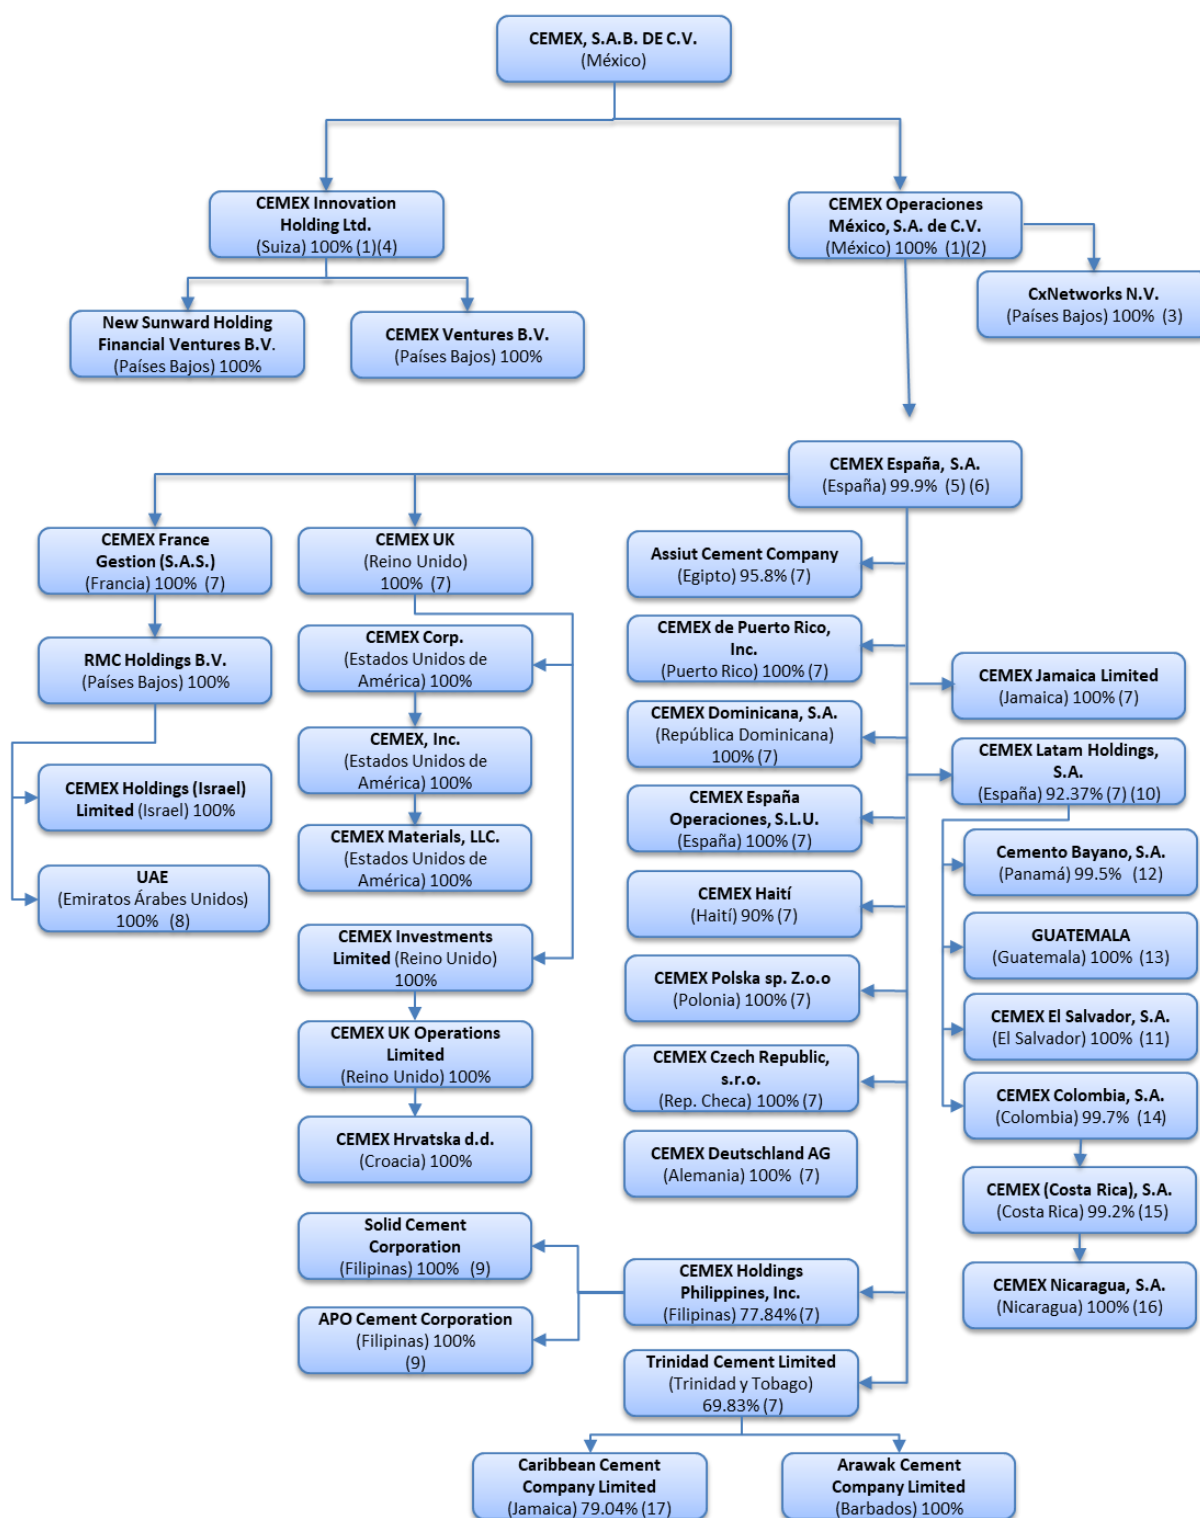 CEMEX, S.A.B. DE C.V.
(México)
CEMEX Innovation
Holding Ltd.
(Suiza) 100% (1)(4)
CEMEX Operaciones
México, S.A. de C.V.
(México) 100% (1)(2)
CxNetworks N.V.
(Países Bajos) 100% (3)
New Sunward Holding
Financial Ventures B.V.
(Países Bajos) 100%
CEMEX Ventures B.V.
(Países Bajos) 100%
CEMEX España, S.A.
(España) 99.9% (5) (6)
CEMEX France
Gestion (S.A.S.)
(Francia) 100% (7)
RMC Holdings B.V.
(Países Bajos) 100%
CEMEX Holdings (Israel)
Limited (Israel) 100%
UAE
(Emiratos Árabes Unidos)
100% (8)
CEMEX UK
(Reino Unido)
100% (7)
CEMEX Corp.
(Estados Unidos de
América) 100%
CEMEX, Inc.
(Estados Unidos de
América) 100%
CEMEX Materials, LLC.
(Estados Unidos de
América) 100%
CEMEX Investments
Limited (Reino Unido)
100%
CEMEX UK Operations
Limited
(Reino Unido) 100%
CEMEX Hrvatska d.d.
(Croacia) 100%
Assiut Cement Company
(Egipto) 95.8% (7)
CEMEX de Puerto Rico,
Inc.
(Puerto Rico) 100% (7)
CEMEX Dominicana, S.A.
(República Dominicana)
100% (7)
CEMEX España
Operaciones, S.L.U.
(España) 100% (7)
CEMEX Haití
(Haití) 90% (7)
CEMEX Polska sp. Z.o.o
(Polonia) 100% (7)
CEMEX Czech Republic,
s.r.o.
(Rep. Checa) 100% (7)
CEMEX Deutschland AG
(Alemania) 100% (7)
CEMEX Holdings
Philippines, Inc.
(Filipinas) 77.84% (7)
Solid Cement
Corporation
(Filipinas) 100% (9)
APO Cement Corporation
(Filipinas) 100%
(9)
CEMEX Jamaica Limited
(Jamaica) 100% (7)
CEMEX Latam Holdings,
S.A.
(España) 92.37% (7) (10)
Cemento Bayano, S.A.
(Panamá) 99.5% (12)
GUATEMALA
(Guatemala) 100% (13)
CEMEX El Salvador, S.A.
(El Salvador) 100% (11)
CEMEX Colombia, S.A.
(Colombia) 99.7% (14)
CEMEX (Costa Rica), S.A.
(Costa Rica) 99.2% (15)
CEMEX Nicaragua, S.A.
(Nicaragua) 100% (16)
Trinidad Cement Limited
(Trinidad y Tobago)
69.83% (7)
Caribbean Cement
Company Limited
(Jamaica) 79.04% (17)
Arawak Cement
Company Limited
(Barbados) 100%